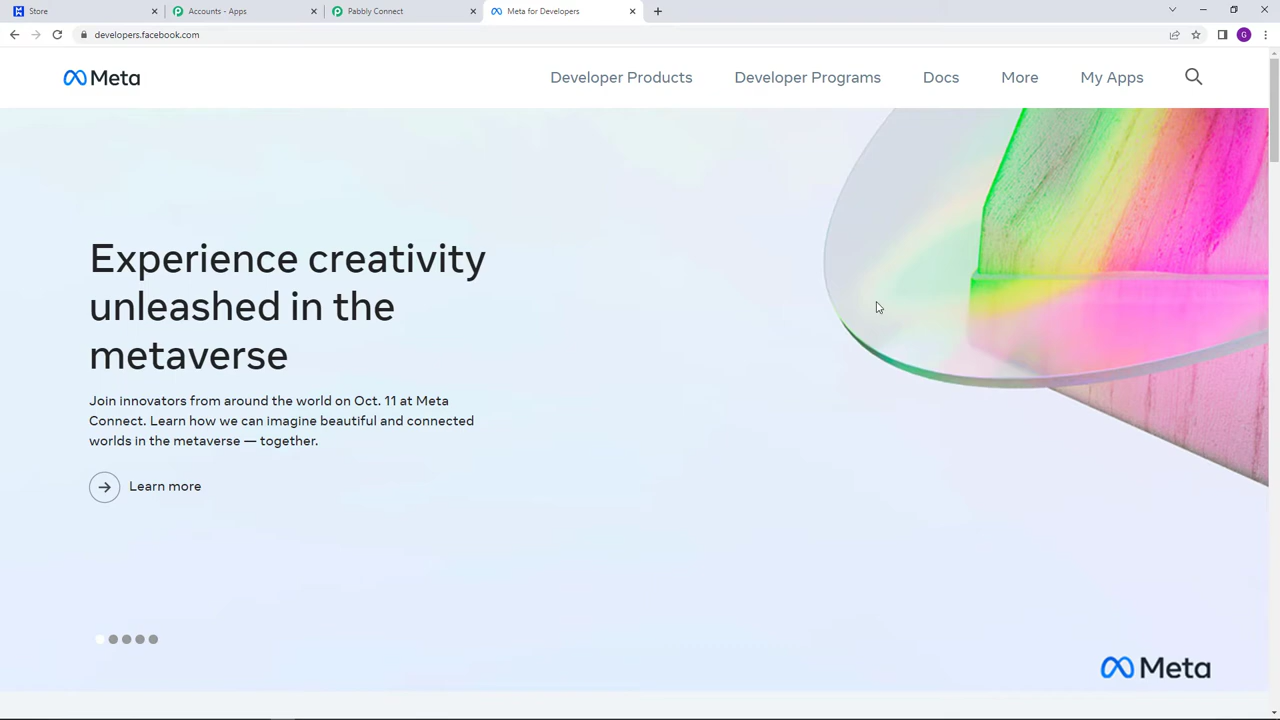 Store
Accounts - Apps
Pabbly Connect
Meta for Developers
developers.facebook.com
G
Meta
Developer Products
Developer Programs
Docs
More
My Apps
Experience creativity
unleashed in the
metaverse
Join innovators from around the world on Oct. 11 at Meta
Connect. Learn how we can imagine beautiful and connected
worlds in the metaverse — together.
Learn more
Meta